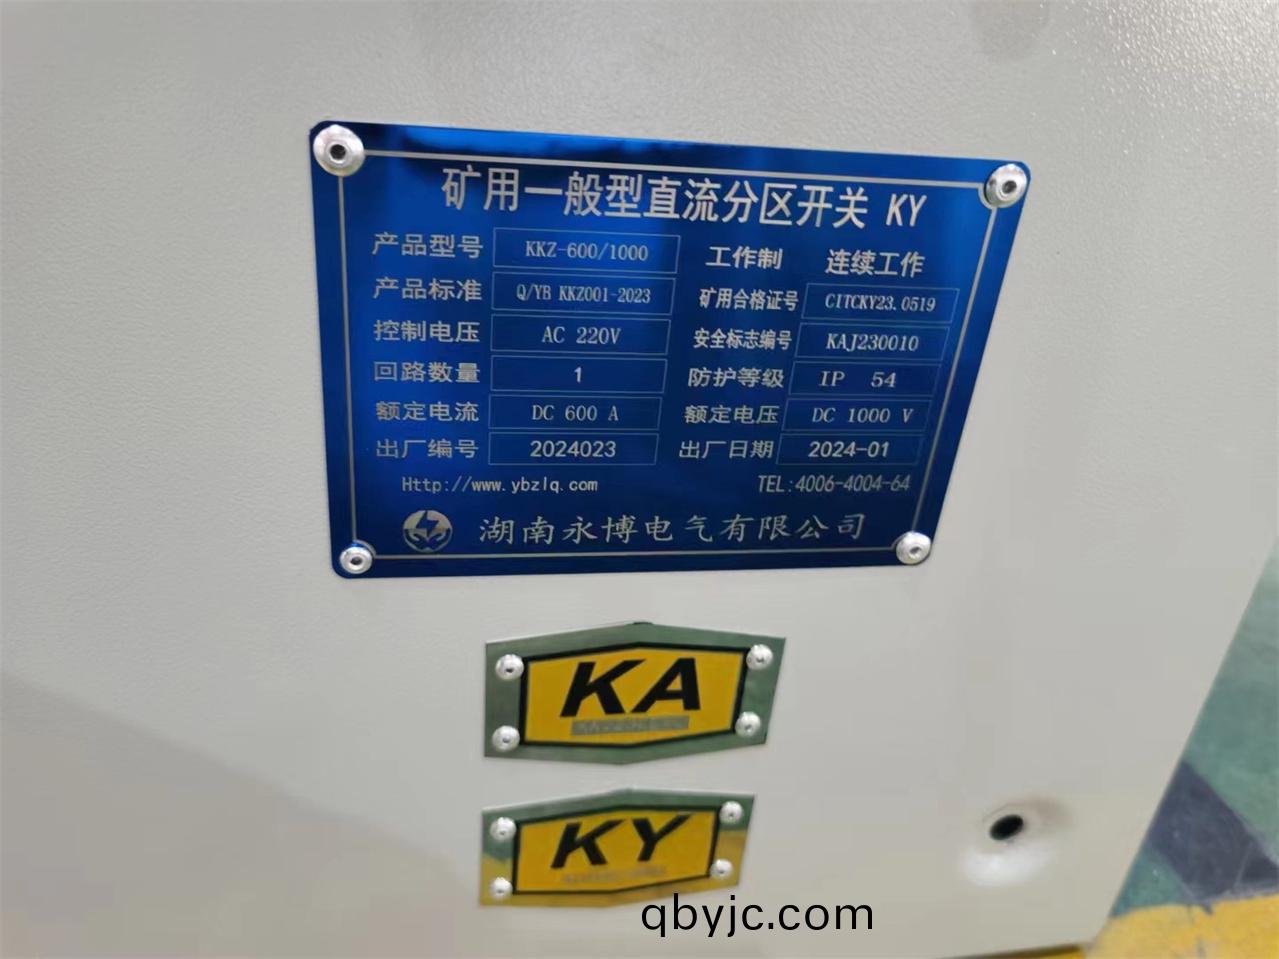 矿用一般型直流分区开关 KY
产品型号 KKZ-600/1000 工作制 连续工作
产品标准 Q/YB KKZ001-2023 矿用合格证号 CITCKY23.0519
控制电压 AC 220V 安全标志编号 KAJ230010
回路数量 1 防护等级 IP 54
额定电流 DC 600 A 额定电压 DC 1000 V
出厂编号 2024023 出厂日期 2024-01
Http://www.ybzlq.com TEL:4006-4004-64
湖南永博电气有限公司
KA
KY
qbyjc.com